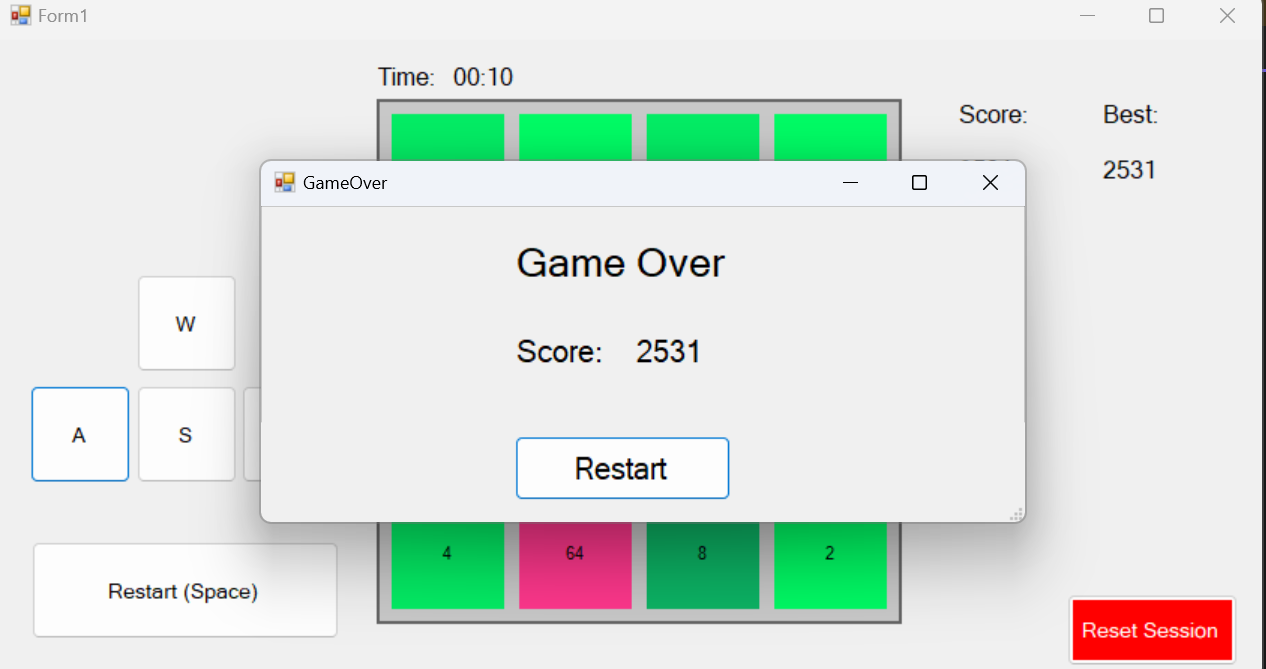 Form1
Time: 00:10
Score: Best:
2531
GameOver
Game Over
W
Score: 2531
A S
Restart
4 64 8 2
Restart (Space)
Reset Session